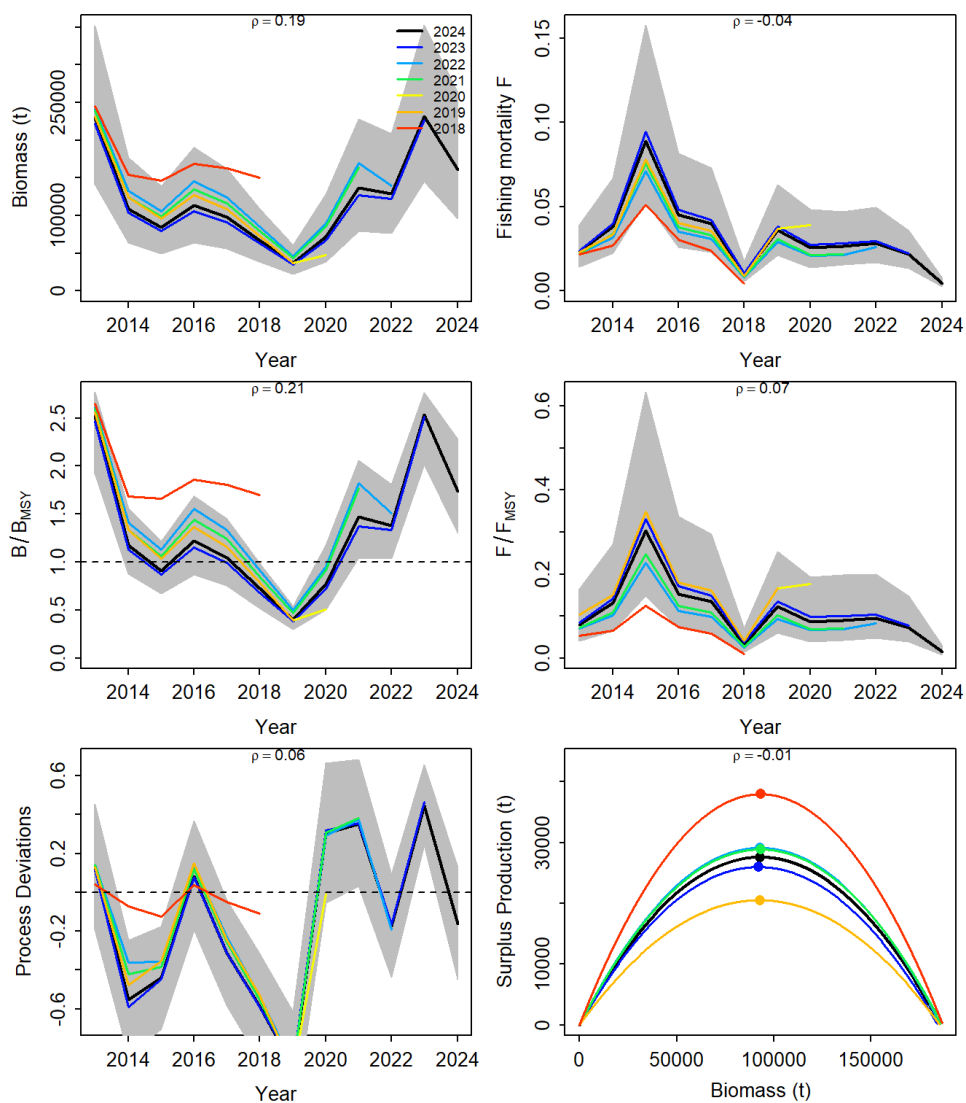 ρ = 0.19
Biomass (t)
0
100000
250000
2024
2023
2022
2021
2020
2019
2018
2014 2016 2018 2020 2022 2024
Year
ρ = -0.04
Fishing mortality F
0.00
0.05
0.10
0.15
2014 2016 2018 2020 2022 2024
Year
ρ = 0.21
B/BMSY
0.0
0.5
1.0
1.5
2.0
2.5
2014 2016 2018 2020 2022 2024
Year
ρ = 0.07
F/FMSY
0.0
0.2
0.4
0.6
2014 2016 2018 2020 2022 2024
Year
ρ = 0.06
Process Deviations
-0.6
-0.2
0.2
0.6
2014 2016 2018 2020 2022 2024
Year
ρ = -0.01
Surplus Production (t)
0
10000
30000
0 50000 100000 150000
Biomass (t)